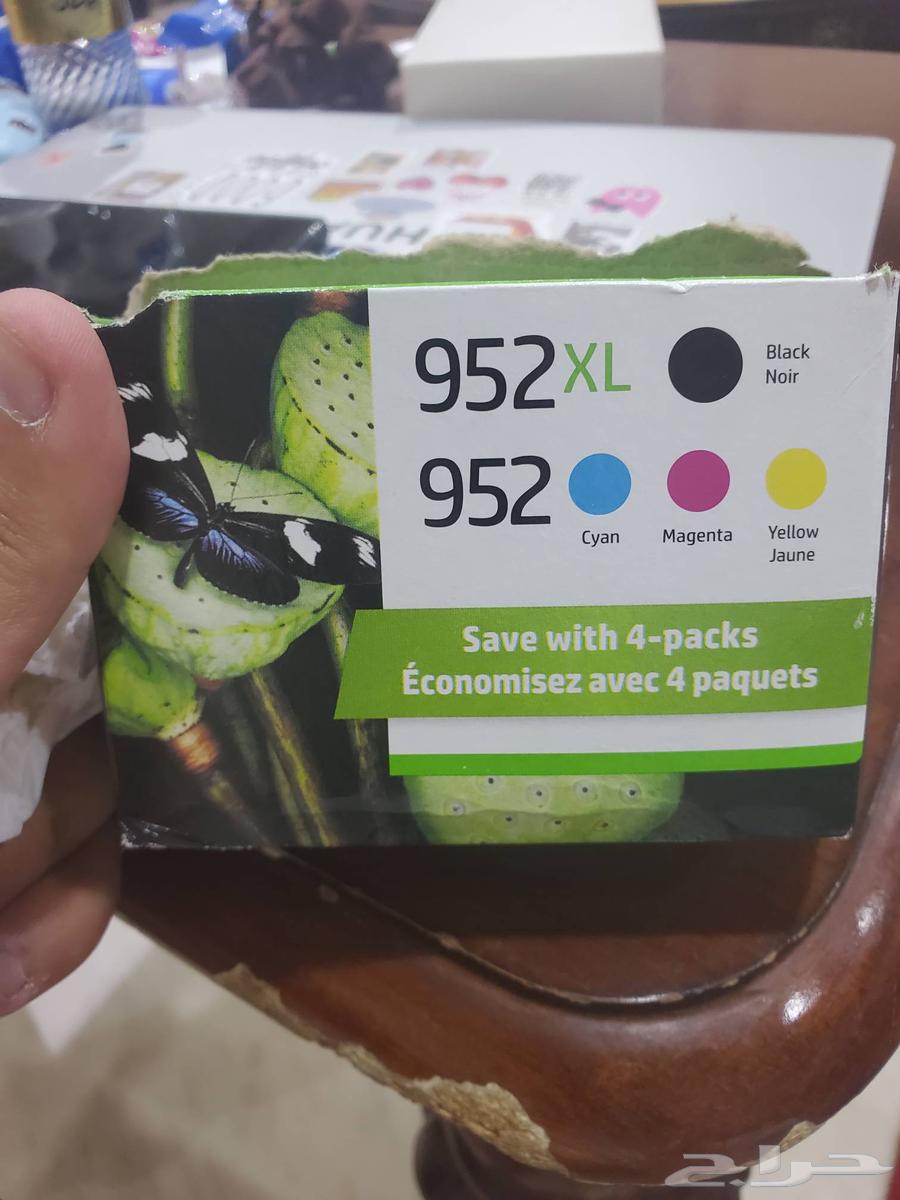 952XL
Black
Noir
952
Cyan
Magenta
Yellow
Jaune
Save with 4-packs
Économisez avec 4 paquets
حراج